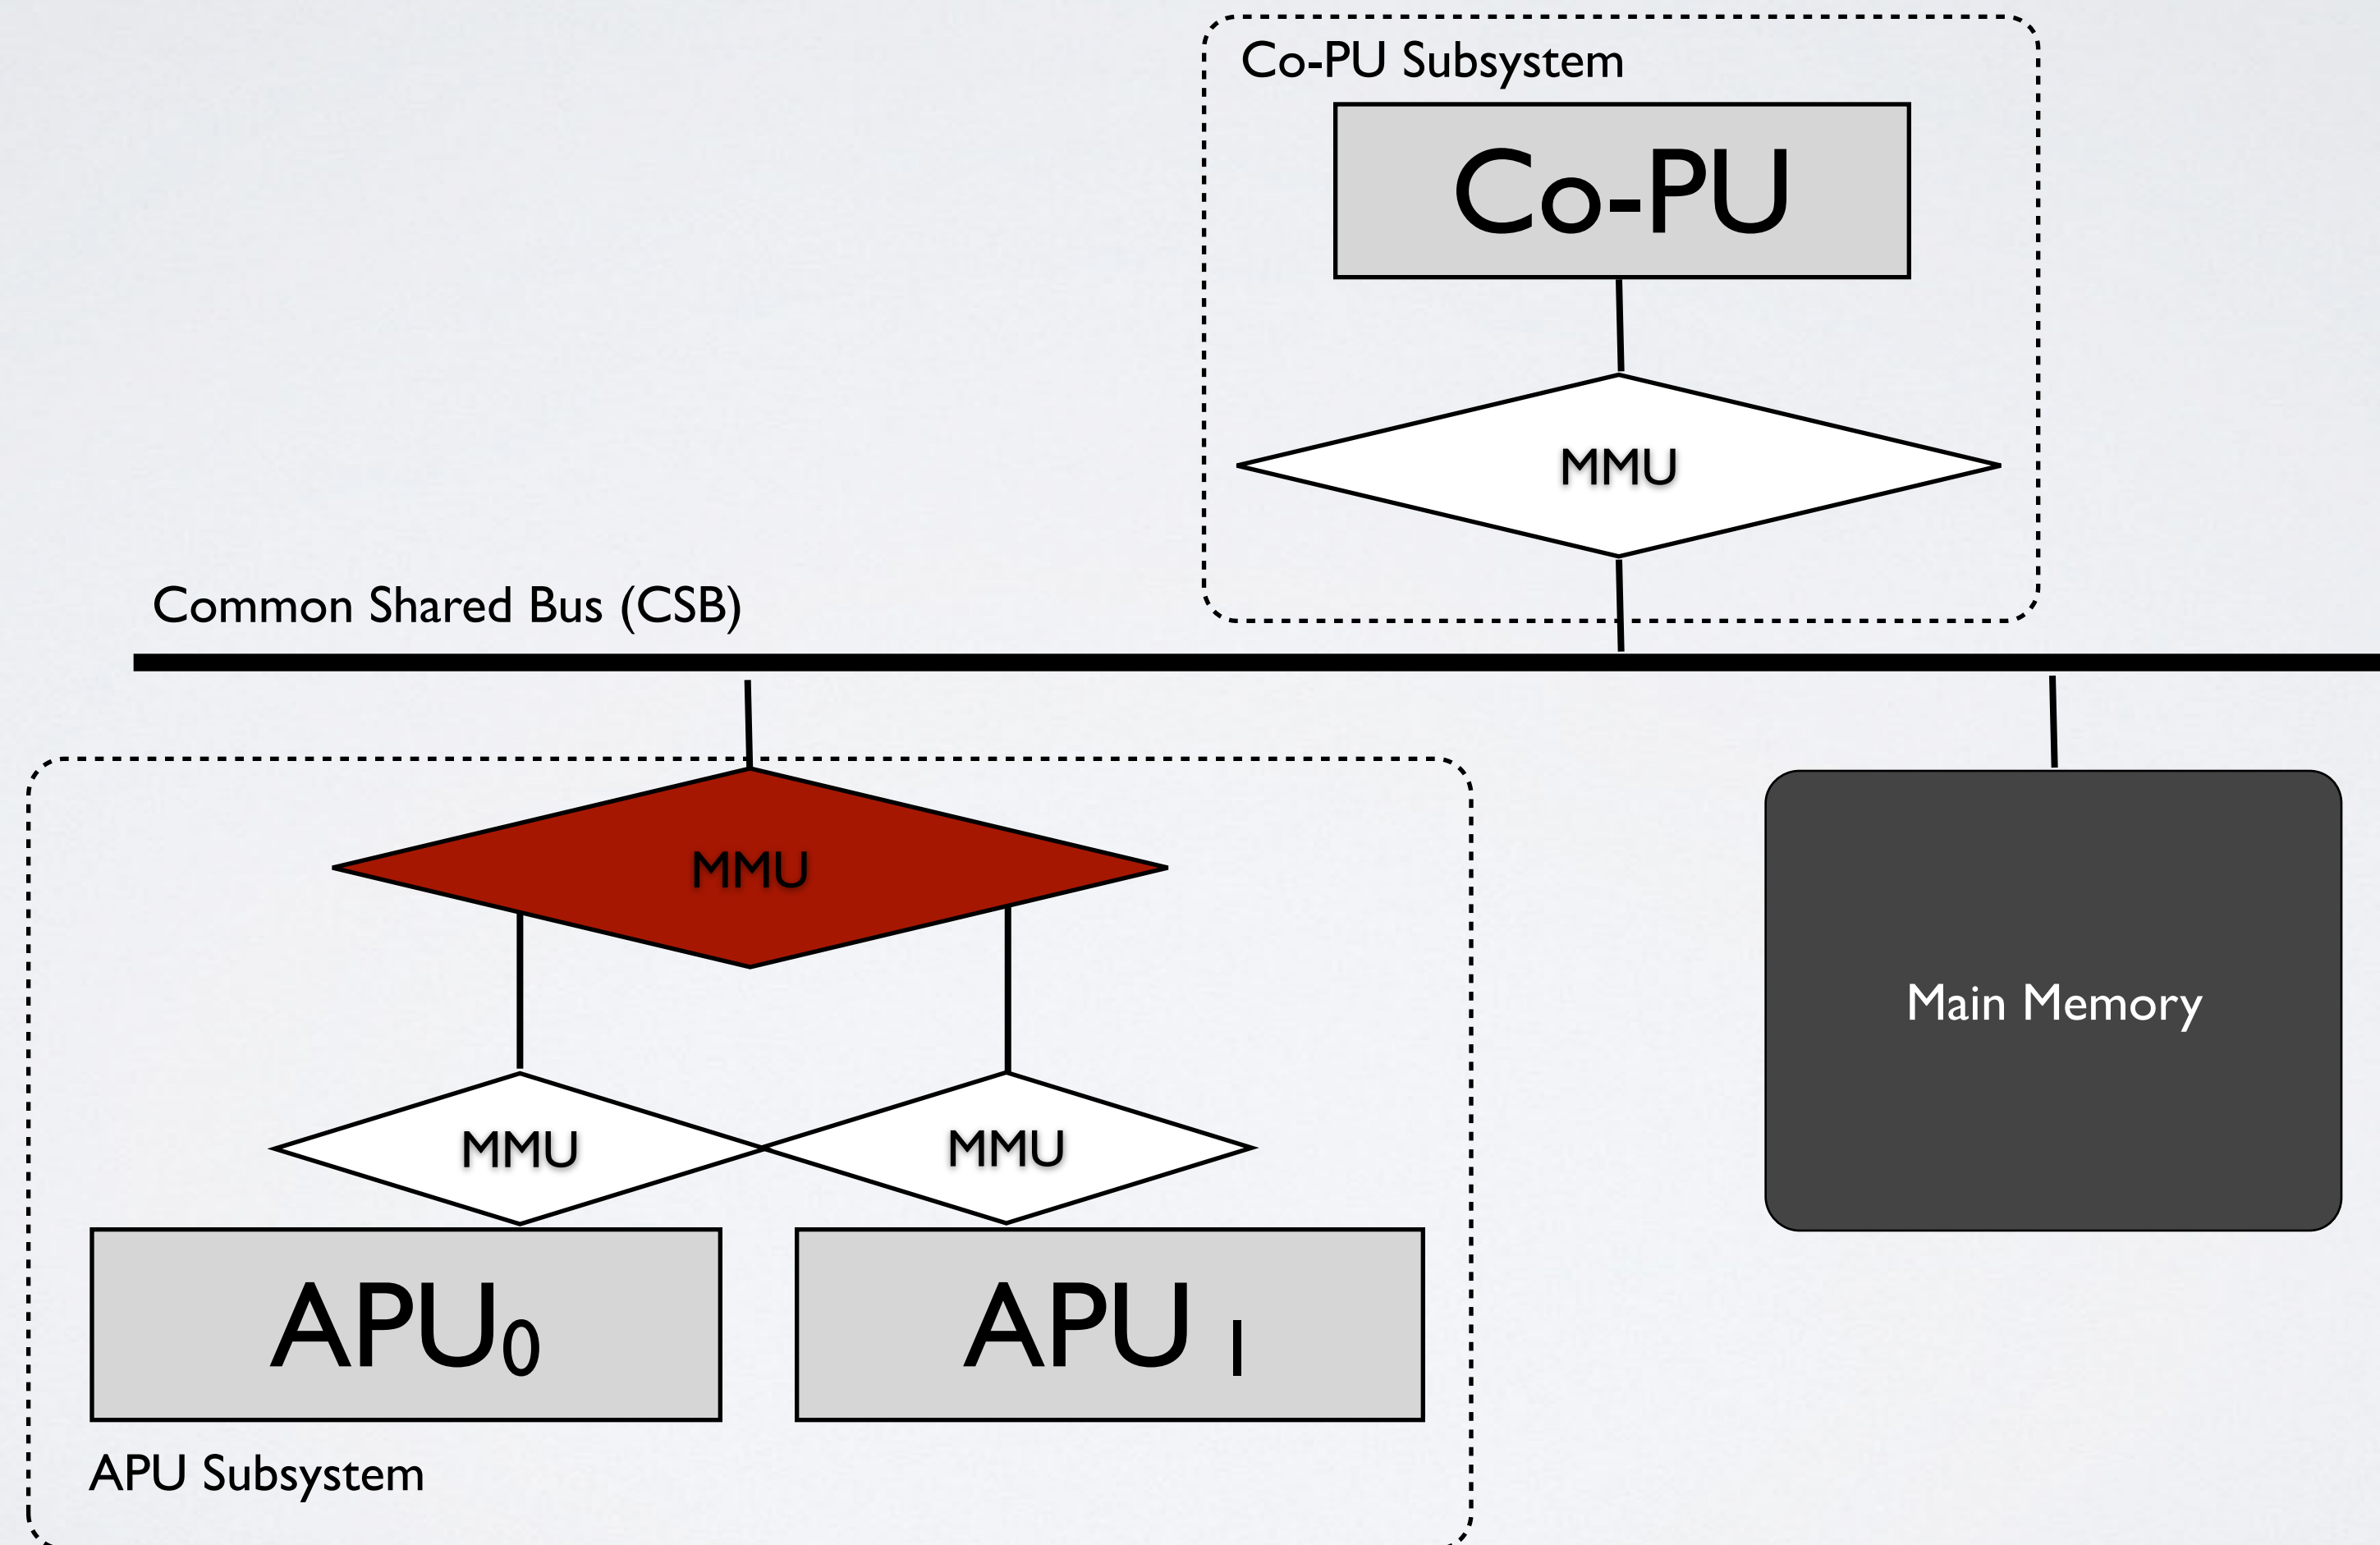 Co-PU Subsystem
Co-PU
MMU
Common Shared Bus (CSB)
MMU
Main Memory
MMU MMU
APU0 APU 1
APU Subsystem